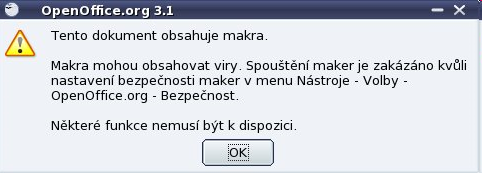 OpenOffice.org 3.1
Tento dokument obsahuje makra.
Makra mohou obsahovat viry. Spouštění maker je zakázáno kvůli
nastavení bezpečnosti maker v menu Nástroje - Volby -
OpenOffice.org - Bezpečnost.
Některé funkce nemusí být k dispozici.
OK